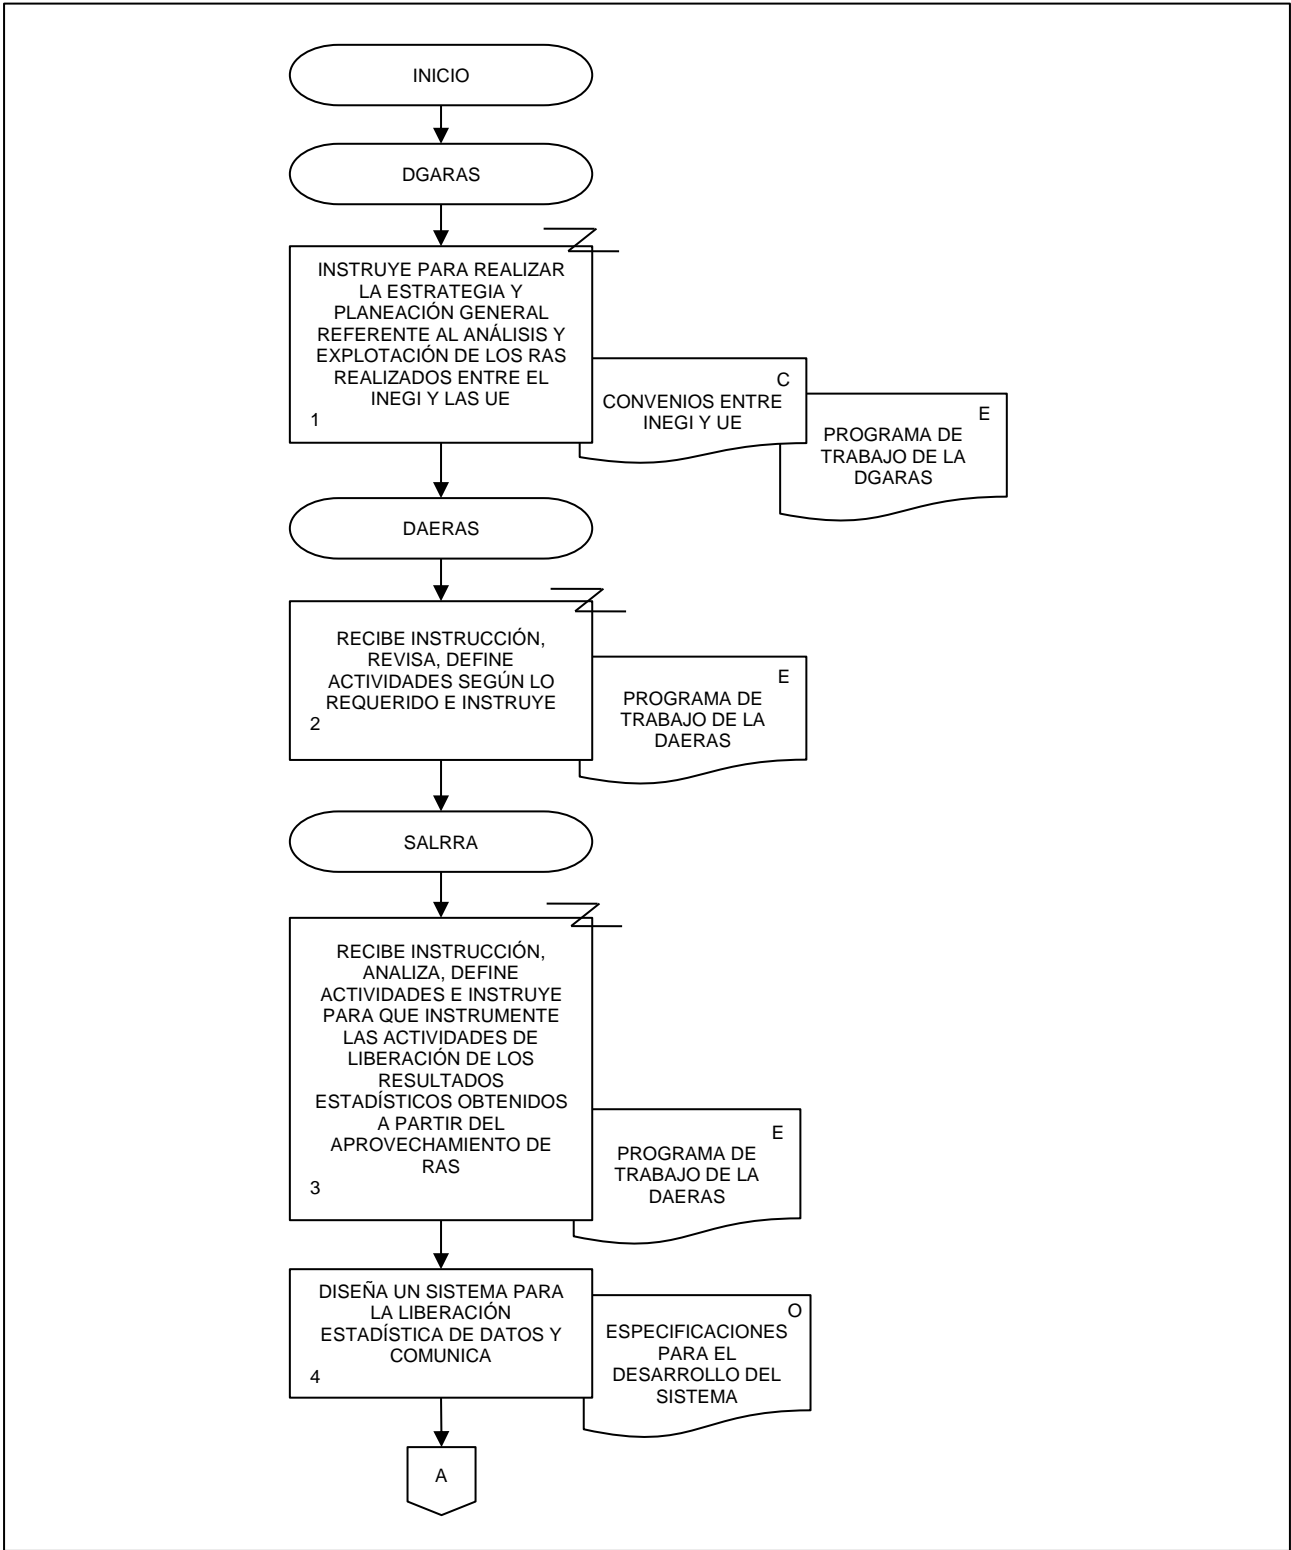 INICIO
DGARAS
INSTRUYE PARA REALIZAR
LA ESTRATEGIA Y
PLANEACIÓN GENERAL
REFERENTE AL ANÁLISIS Y
EXPLOTACIÓN DE LOS RAS
REALIZADOS ENTRE EL
INEGI Y LAS UE
1
C
CONVENIOS ENTRE
INEGI Y UE
E
PROGRAMA DE
TRABAJO DE LA
DGARAS
DAERAS
RECIBE INSTRUCCIÓN,
REVISA, DEFINE
ACTIVIDADES SEGÚN LO
REQUERIDO E INSTRUYE
2
E
PROGRAMA DE
TRABAJO DE LA
DAERAS
SALRRA
RECIBE INSTRUCCIÓN,
ANALIZA, DEFINE
ACTIVIDADES E INSTRUYE
PARA QUE INSTRUMENTE
LAS ACTIVIDADES DE
LIBERACIÓN DE LOS
RESULTADOS
ESTADÍSTICOS OBTENIDOS
A PARTIR DEL
APROVECHAMIENTO DE
RAS
3
E
PROGRAMA DE
TRABAJO DE LA
DAERAS
DISEÑA UN SISTEMA PARA
LA LIBERACIÓN
ESTADÍSTICA DE DATOS Y
COMUNICA
4
O
ESPECIFICACIONES
PARA EL
DESARROLLO DEL
SISTEMA
A